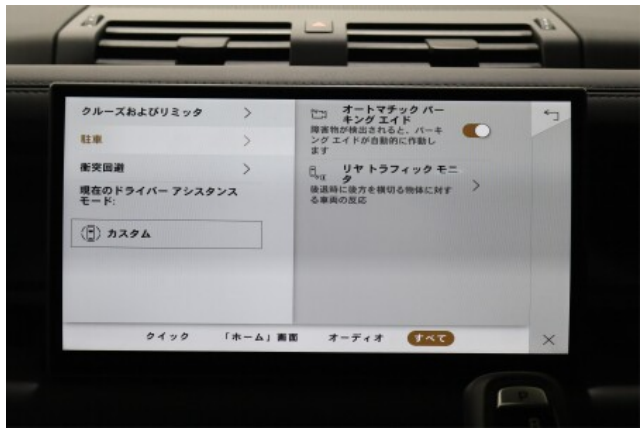 クルーズおよびリミッタ
駐車
衝突回避
現在のドライバー アシスタンス
モード:
カスタム
オートマチック パー
キング エイド
障害物が検出されると、パーキ
ング エイドが自動的に作動し
ます
リヤ トラフィック モニ
タ
後退時に後方を横切る物体に対す
る車両の反応
クイック
「ホーム」画面
オーディオ
すべて
P